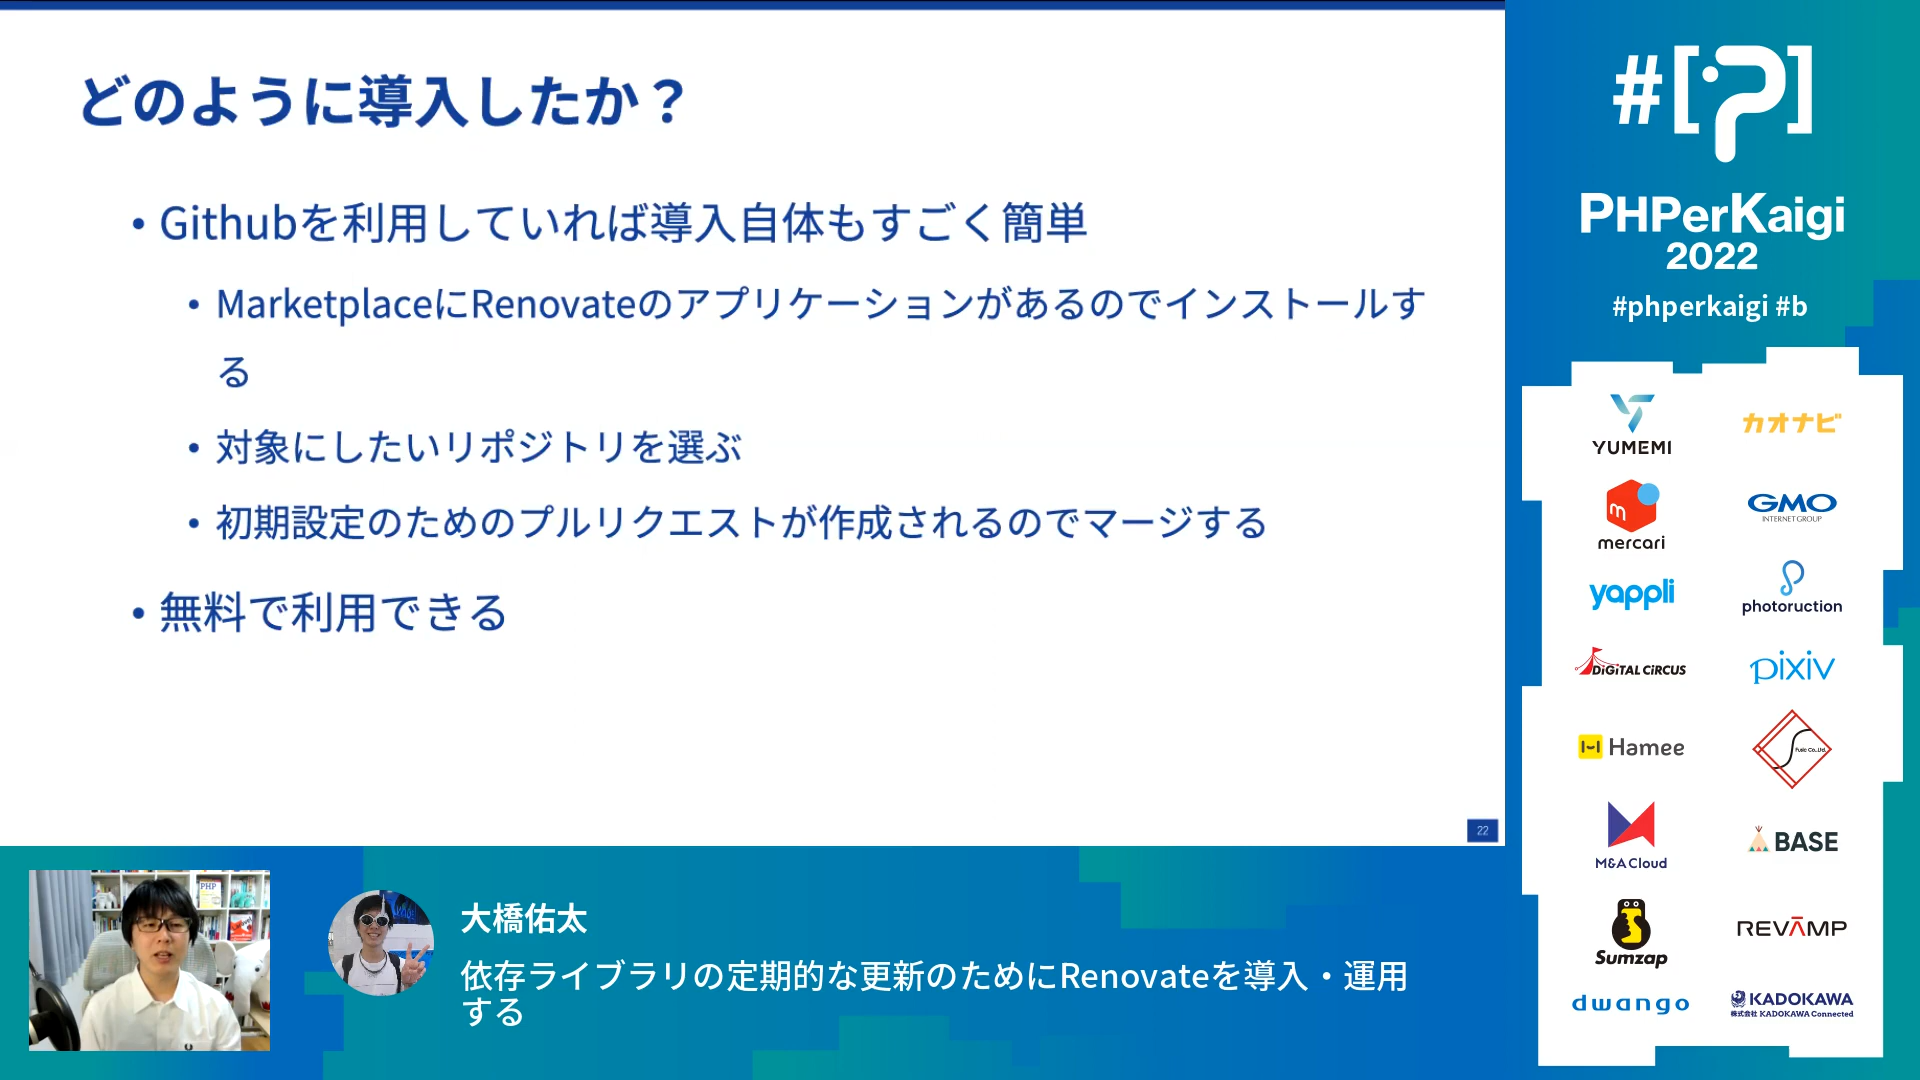 どのように導入したか？
• Githubを利用していれば導入自体もすごく簡単
• MarketplaceにRenovateのアプリケーションがあるのでインストールす
る
• 対象にしたいリポジトリを選ぶ
• 初期設定のためのプルリクエストが作成されるのでマージする
• 無料で利用できる
22
#[P]
PHPerKaigi
2022
#phperkaigi #b
YUMEMI
カオナビ
m
mercari
GMO
INTERNET GROUP
yappli
photoruction
DiGiTAL CiRCUS
pixiv
Hamee
Fusic Co.,Ltd.
M&A Cloud
BASE
Sumzap
REVAMP
dwango
KADOKAWA
株式会社 KADOKAWA Connected
PHP
大橋佑太
依存ライブラリの定期的な更新のためにRenovateを導入・運用
する